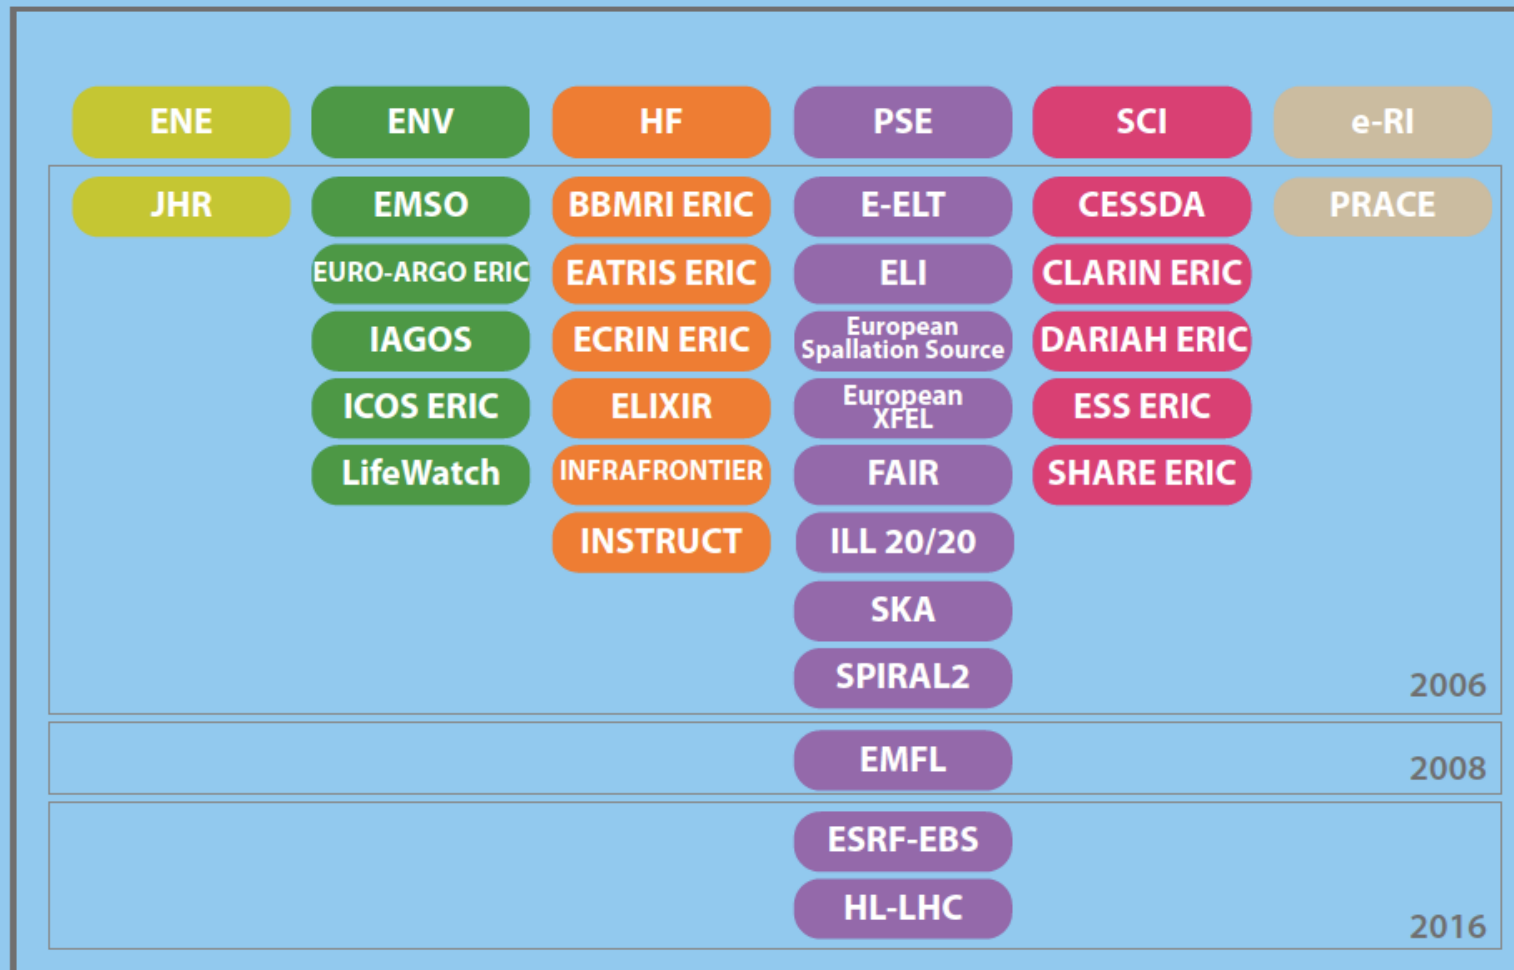 ENE ENV HF PSE SCI e-RI
JHR EMSO BBMRI ERIC E-ELT CESSDA PRACE
EURO-ARGO ERIC EATRIS ERIC ELI CLARIN ERIC
IAGOS ECRIN ERIC European Spallation Source DARIAH ERIC
ICOS ERIC ELIXIR European XFEL ESS ERIC
LifeWatch INFRAFRONTIER FAIR SHARE ERIC
INSTRUCT ILL 20/20
SKA
SPIRAL2
2006
EMFL
2008
ESRF-EBS
HL-LHC
2016